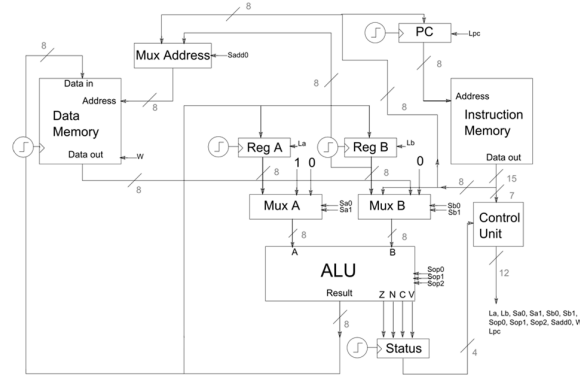 8
8
PC
Lpc
8
Mux Address
Sadd0
8
8
8
8
Data in
Address
Data
Memory
Data out
W
8
Address
Instruction
Memory
Data out
15
7
Reg A
La
1 0
Reg B
Lb
0
8
8
8
Mux A
Sa0
Sa1
Mux B
Sb0
Sb1
Control
Unit
8
8
12
A
B
ALU
Sop0
Sop1
Sop2
Result
Z N C V
8
Status
4
La, Lb, Sa0, Sa1, Sb0, Sb1,
Sop0, Sop1, Sop2, Sadd0, W
Lpc